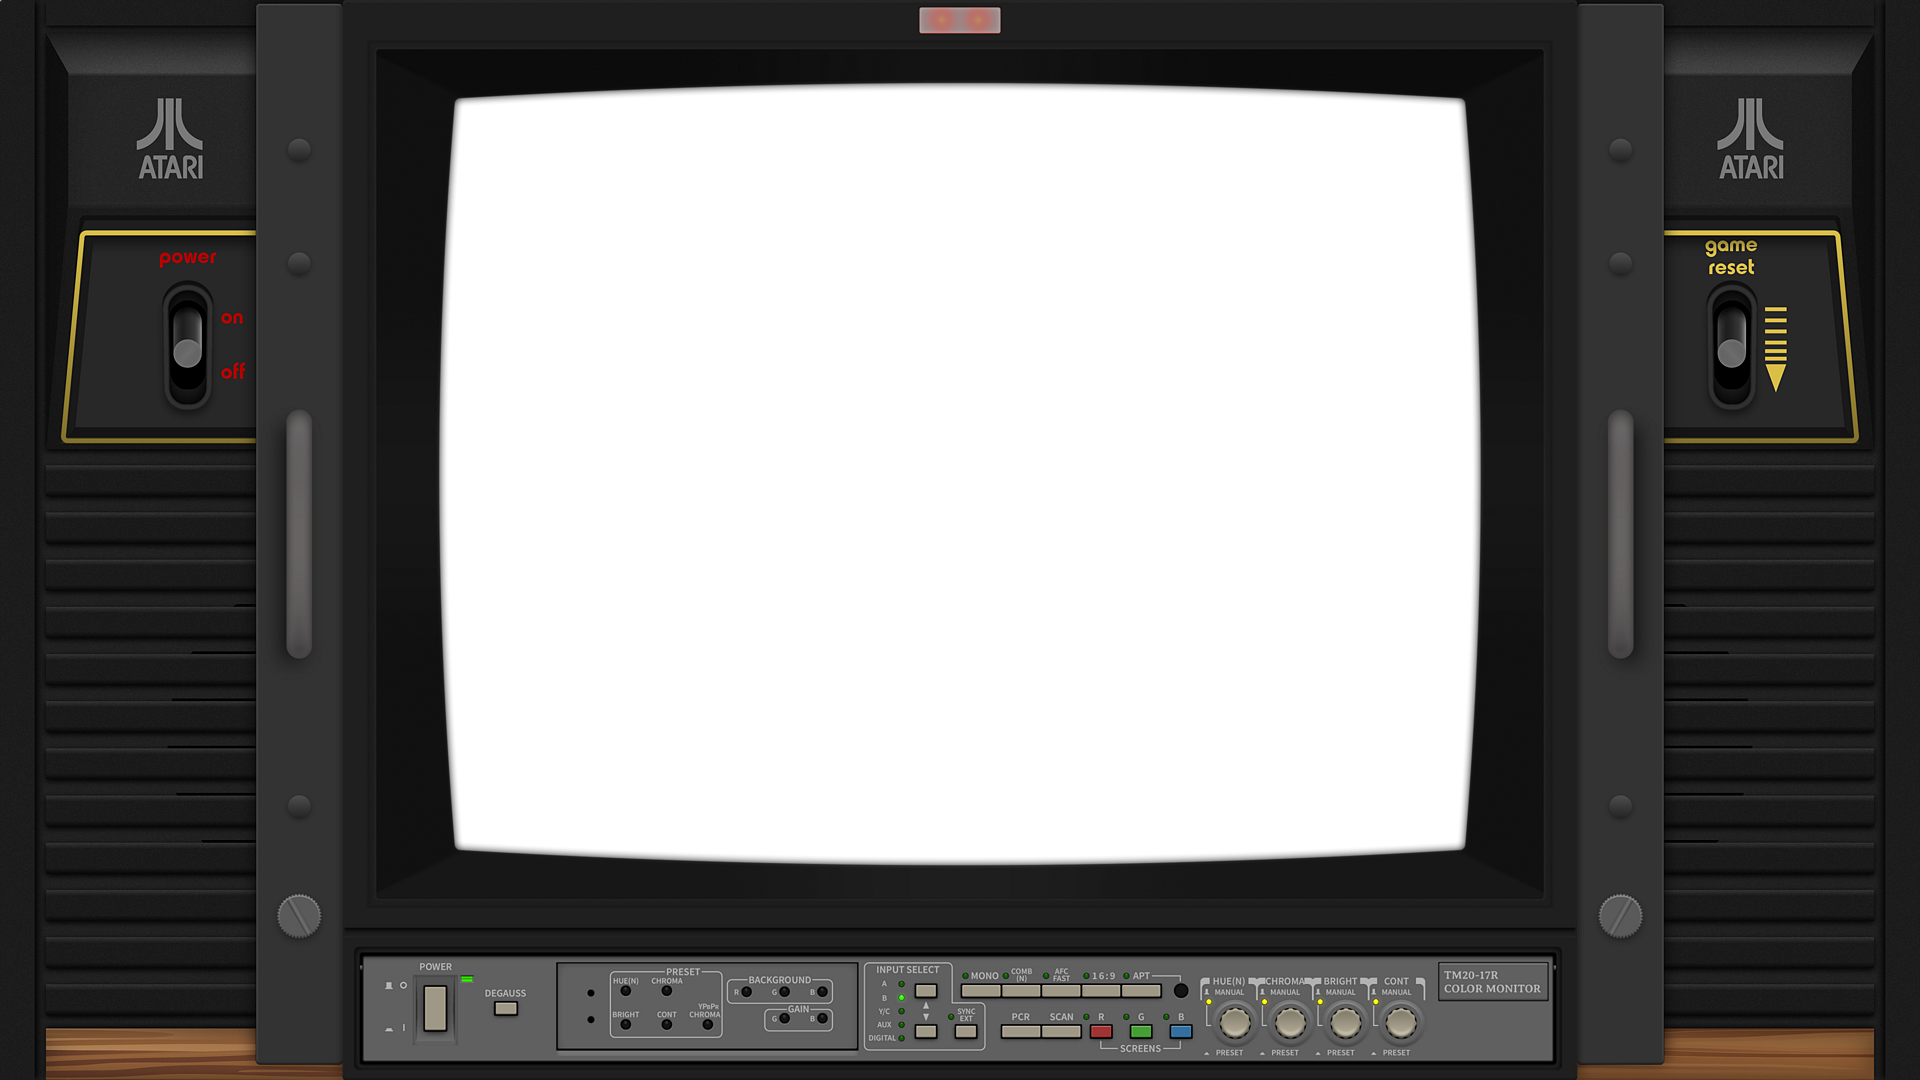 ATARI
ATARI
power
on
off
game
reset
POWER
DEGAUSS
PRESET
HUE(N)
CHROMA
YPBPR
BRIGHT
CONT
CHROMA
BACKGROUND
R
G
B
GAIN
G
B
INPUT SELECT
A
B
Y/C
AUX
DIGITAL
SYNC
EXT
MONO
COMB
(N)
AFC
FAST
16:9
APT
PCR
SCAN
R
G
B
SCREENS
HUE(N)
CHROMA
BRIGHT
CONT
MANUAL
MANUAL
MANUAL
MANUAL
PRESET
PRESET
PRESET
PRESET
TM20-17R
COLOR MONITOR